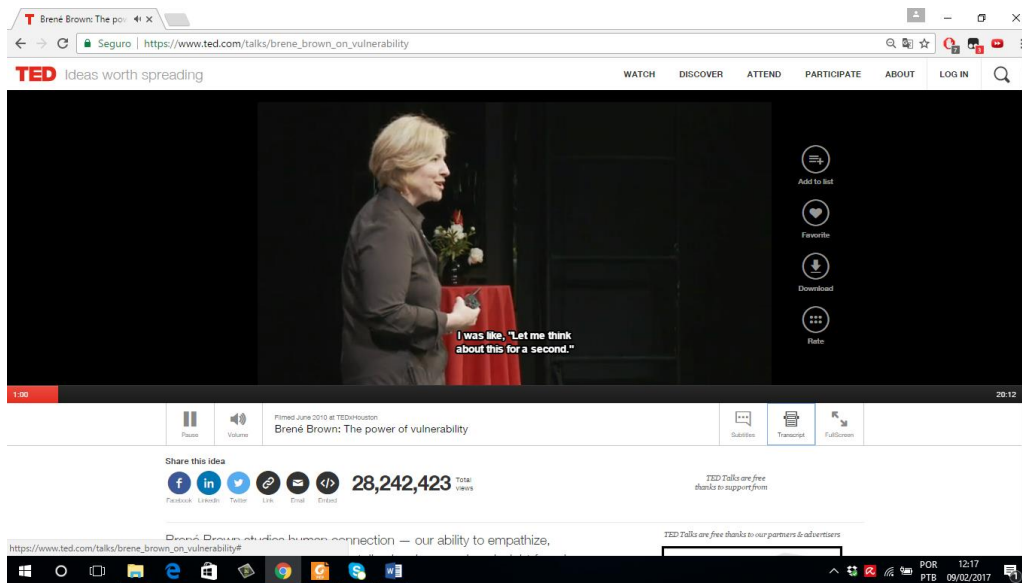 Brené Brown: The pow
Seguro | https://www.ted.com/talks/brene_brown_on_vulnerability
TED Ideas worth spreading
WATCH DISCOVER ATTEND PARTICIPATE ABOUT LOG IN
Add to list
Favorite
Download
Rate
I was like, "Let me think
about this for a second."
1:00 20:12
Filmed June 2010 at TEDxHouston
Brené Brown: The power of vulnerability
Pause Volume Subtitles Transcript FullScreen
Share this idea
Facebook LinkedIn Twitter Link Email Embed
28,242,423 Total views
TED Talks are free
thanks to support from
Brené Brown studies human connection — our ability to empathize,
TED Talks are free thanks to our partners & advertisers
https://www.ted.com/talks/brene_brown_on_vulnerability#
POR 12:17
PTB 09/02/2017